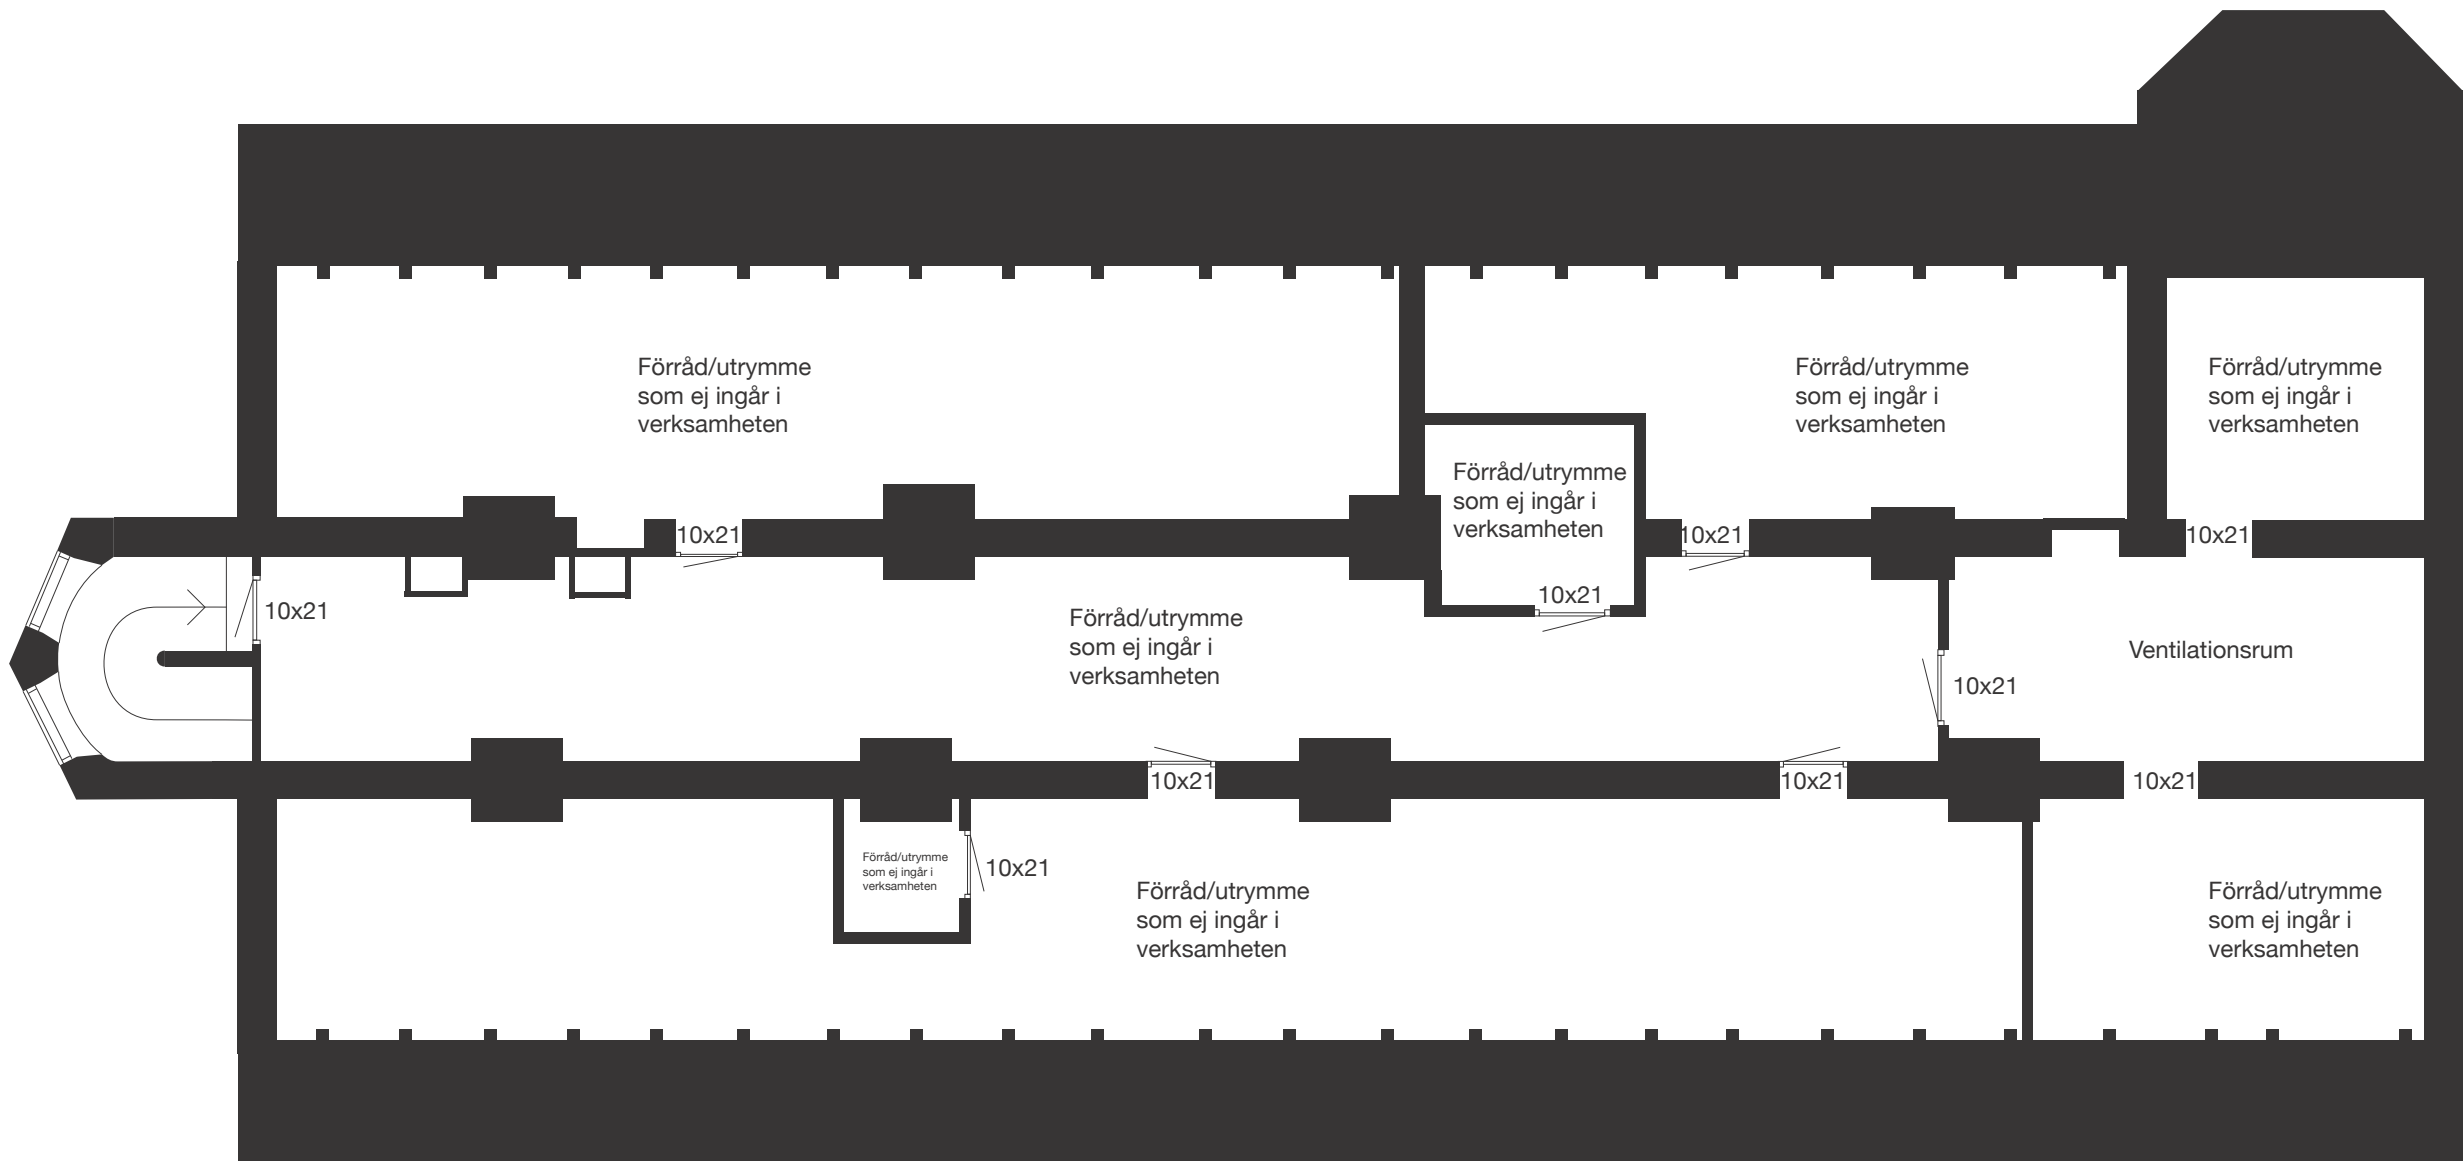 Förråd/utrymme
som ej ingår i
verksamheten
Förråd/utrymme
som ej ingår i
verksamheten
Förråd/utrymme
som ej ingår i
verksamheten
Förråd/utrymme
som ej ingår i
verksamheten
10x21
10x21
10x21
10x21
10x21
Förråd/utrymme
som ej ingår i
verksamheten
Ventilationsrum
10x21
10x21
10x21
10x21
Förråd/utrymme
som ej ingår i
verksamheten
10x21
Förråd/utrymme
som ej ingår i
verksamheten
Förråd/utrymme
som ej ingår i
verksamheten